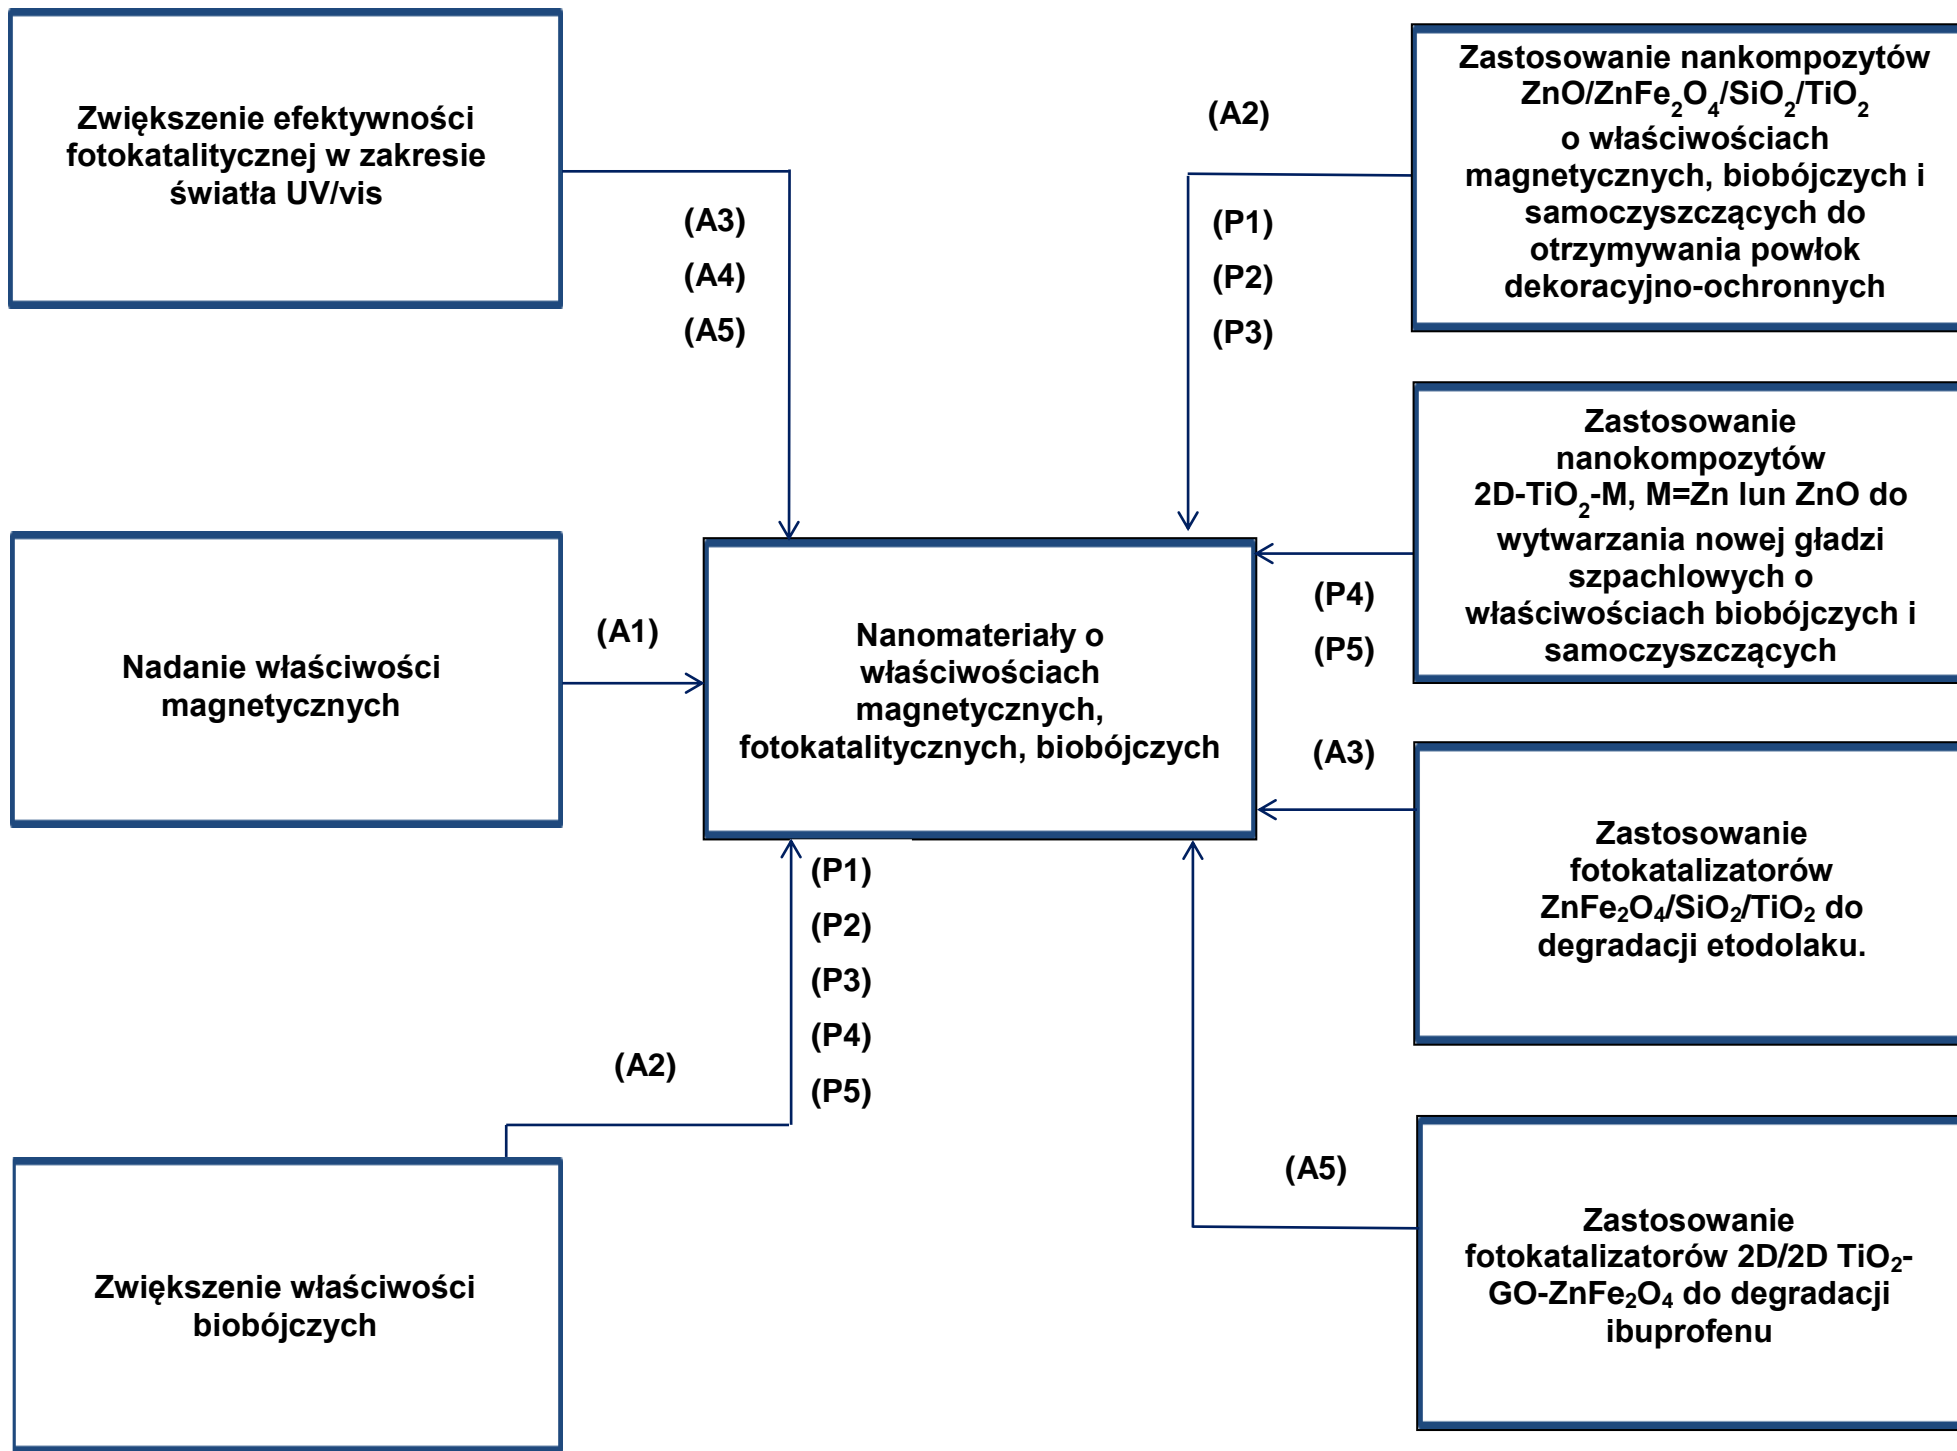 Zwiększenie efektywności
fotokatalitycznej w zakresie
światła UV/vis
(A3)
(A4)
(A5)
Nadanie właściwości
magnetycznych
(A1)
Zwiększenie właściwości
biobójczych
(A2)
(P1)
(P2)
(P3)
(P4)
(P5)
Nanomateriały o
właściwościach
magnetycznych,
fotokatalitycznych, biobójczych
Zastosowanie nankompozytów
ZnO/ZnFe₂O₄/SiO₂/TiO₂
o właściwościach
magnetycznych, biobójczych i
samoczyszczących do
otrzymywania powłok
dekoracyjno-ochronnych
(A2)
(P1)
(P2)
(P3)
Zastosowanie
nanokompozytów
2D-TiO₂-M, M=Zn lun ZnO do
wytwarzania nowej gładzi
szpachlowych o
właściwościach biobójczych i
samoczyszczących
(P4)
(P5)
Zastosowanie
fotokatalizatorów
ZnFe₂O₄/SiO₂/TiO₂ do
degradacji etodolaku.
(A3)
Zastosowanie
fotokatalizatorów 2D/2D TiO₂-
GO-ZnFe₂O₄ do degradacji
ibuprofenu
(A5)